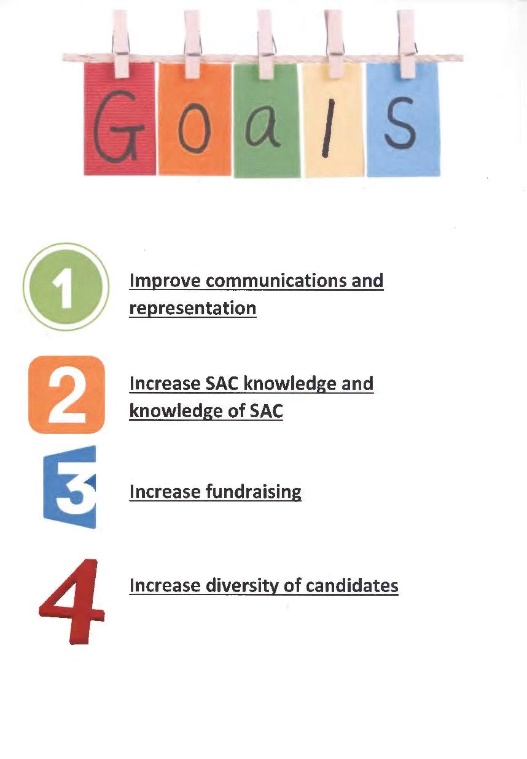 Goals
1 Improve communications and
representation
2 Increase SAC knowledge and
knowledge of SAC
3 Increase fundraising
4 Increase diversity of candidates